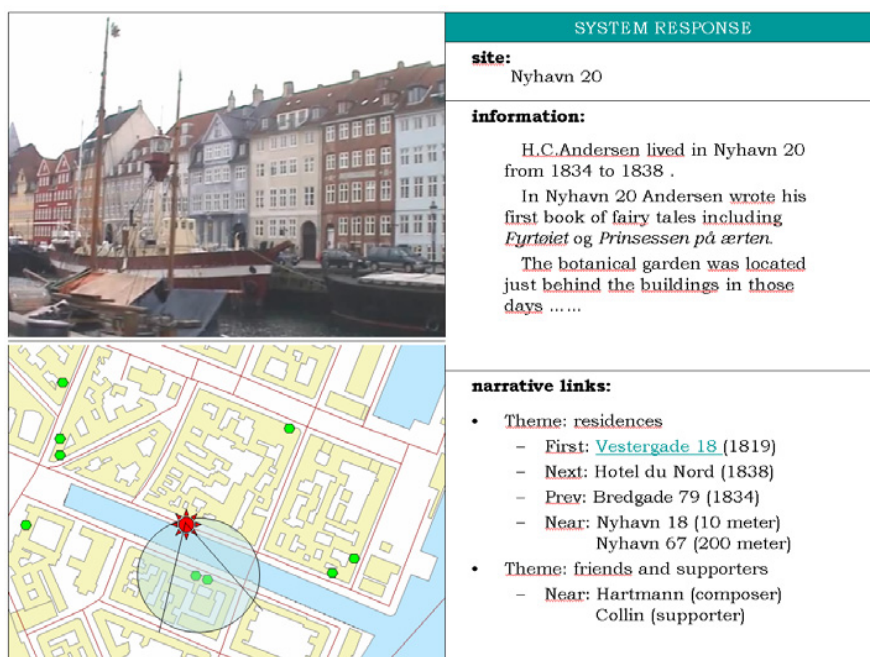 SYSTEM RESPONSE
site:
Nyhavn 20
information:
H.C.Andersen lived in Nyhavn 20
from 1834 to 1838 .
In Nyhavn 20 Andersen wrote his
first book of fairy tales including
Fyrtøiet og Prinsessen på ærten.
The botanical garden was located
just behind the buildings in those
days ......
narrative links:
• Theme: residences
– First: Vestergade 18 (1819)
– Next: Hotel du Nord (1838)
– Prev: Bredgade 79 (1834)
– Near: Nyhavn 18 (10 meter)
Nyhavn 67 (200 meter)
• Theme: friends and supporters
– Near: Hartmann (composer)
Collin (supporter)